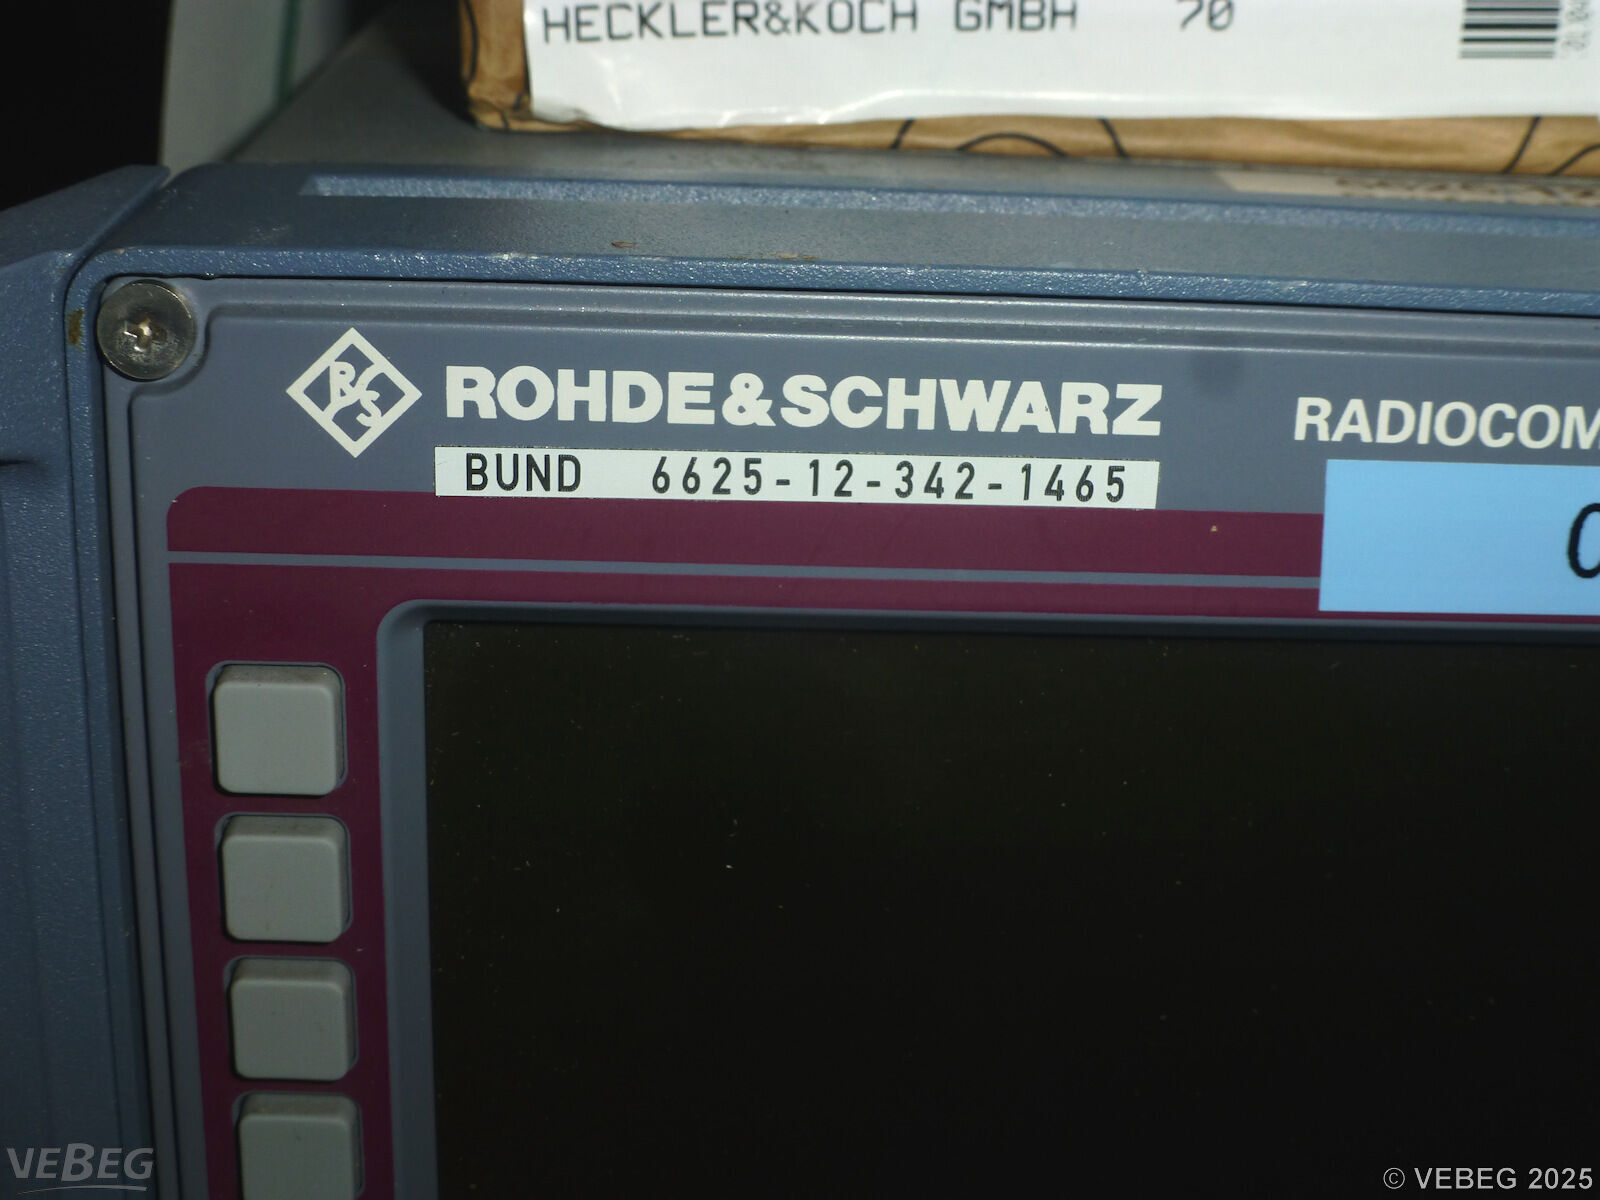 HECKLER&KOCH GMBH 70
ROHDE&SCHWARZ
RADIOCOM
BUND 6625-12-342-1465
VEBEG
© VEBEG 2025